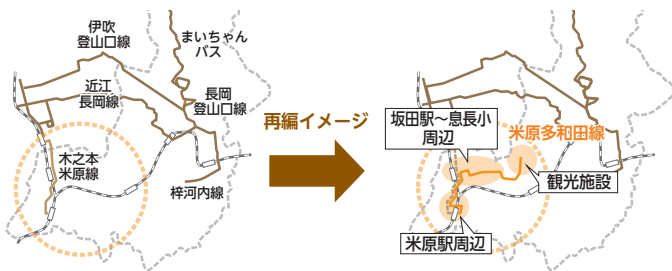 伊吹
登山口線
まいちゃん
バス
近江
長岡線
長岡
登山口線
木之本
米原線
梓河内線
再編イメージ
坂田駅～息長小
周辺
米原多和田線
観光施設
米原駅周辺